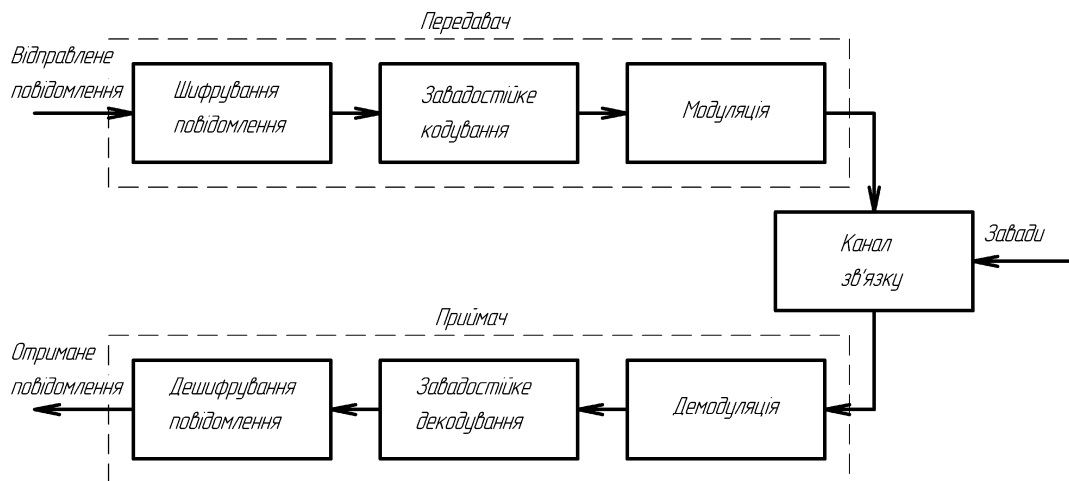 Передавач
Відправлене
повідомлення
Шифрування
повідомлення
Завадостійке
кодування
Модуляція
Канал
зв'язку
Завади
Приймач
Отримане
повідомлення
Дешифрування
повідомлення
Завадостійке
декодування
Демодуляція